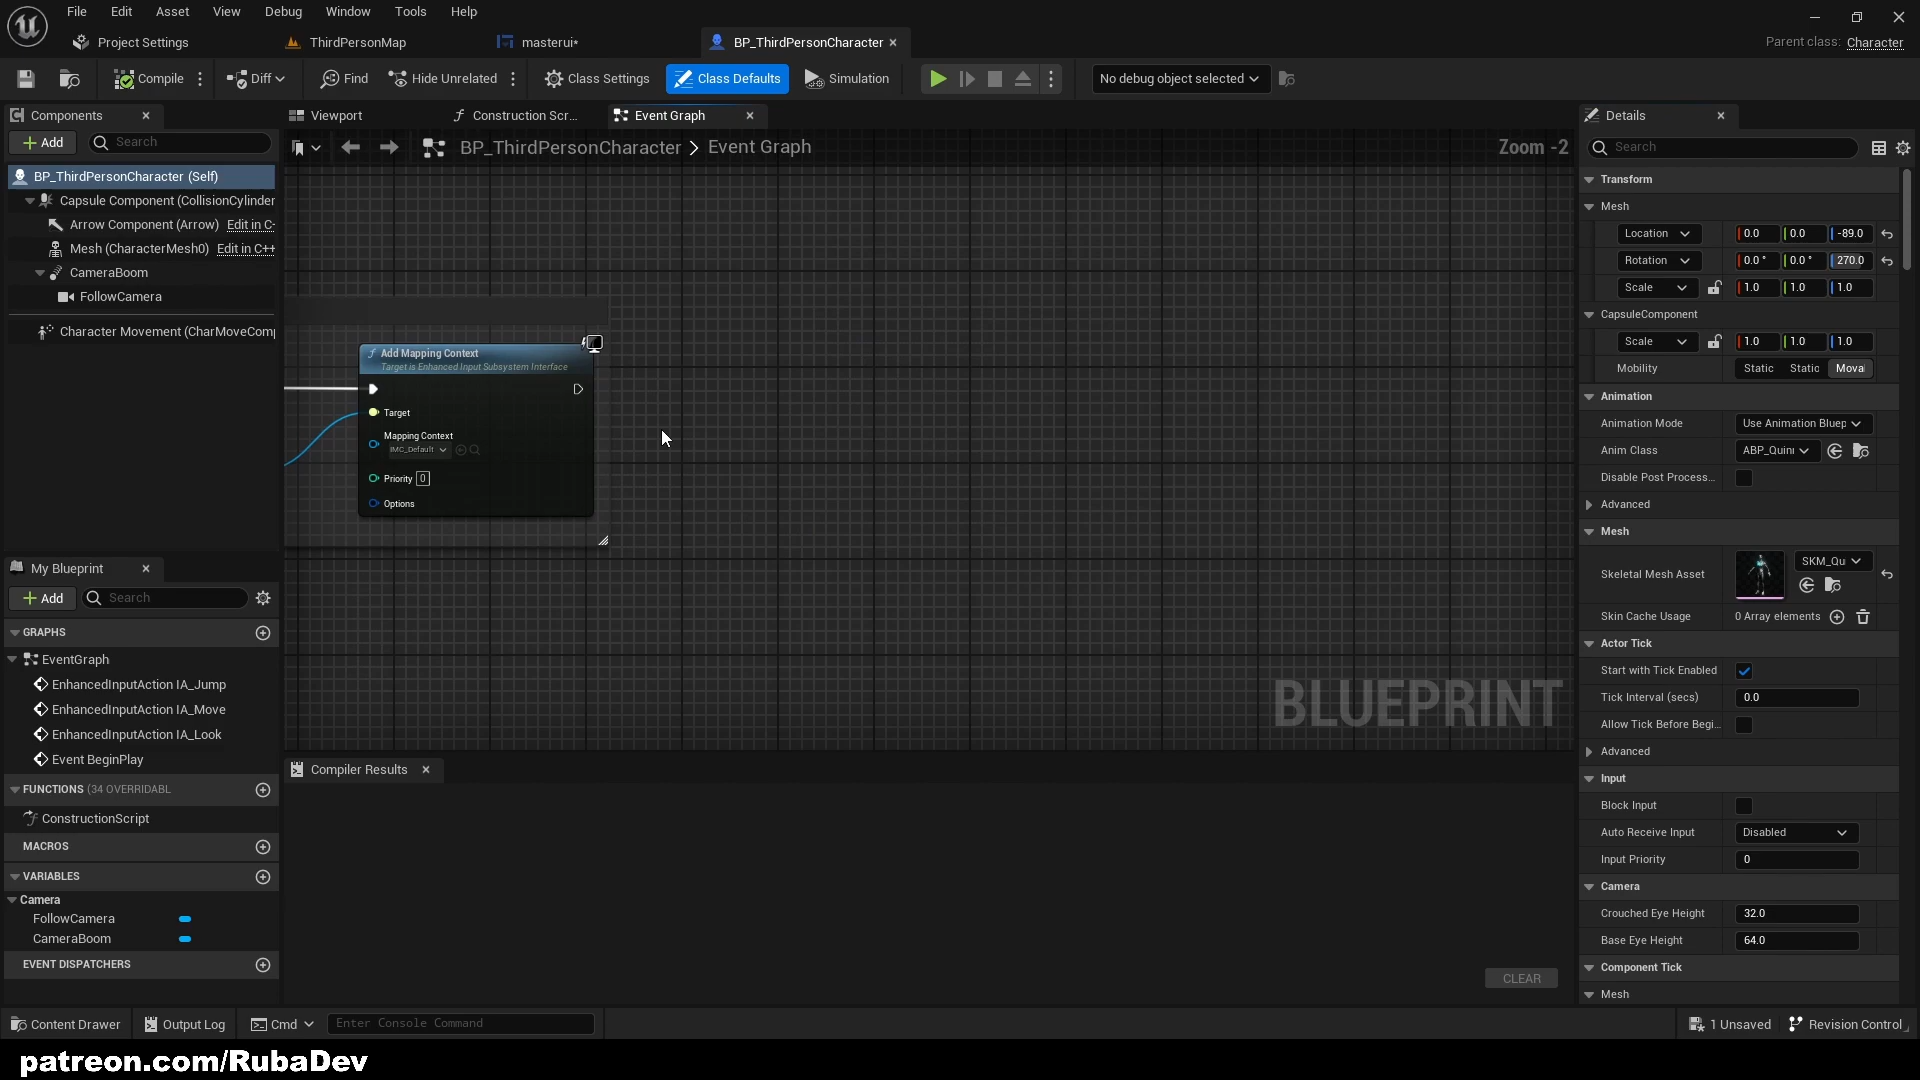 File Edit Asset View Debug Window Tools Help
Project Settings ThirdPersonMap masterui* BP_ThirdPersonCharacter Parent class: Character
Compile Diff Find Hide Unrelated Class Settings Class Defaults Simulation No debug object selected
Components
Add Search
BP_ThirdPersonCharacter (Self)
Capsule Component (CollisionCylinder
Arrow Component (Arrow) Edit in C-
Mesh (CharacterMesh0) Edit in C++
CameraBoom
FollowCamera
Character Movement (CharMoveComp
My Blueprint
Add Search
GRAPHS
EventGraph
EnhancedInputAction IA_Jump
EnhancedInputAction IA_Move
EnhancedInputAction IA_Look
Event BeginPlay
FUNCTIONS (34 OVERRIDABL
ConstructionScript
MACROS
VARIABLES
Camera
FollowCamera
CameraBoom
EVENT DISPATCHERS
Viewport Construction Scr... Event Graph
BP_ThirdPersonCharacter > Event Graph Zoom -2
Add Mapping Context
Target is Enhanced Input Subsystem Interface
Target
Mapping Context
IMC_Default
Priority 0
Options
BLUEPRINT
Compiler Results
CLEAR
Details
Search
Transform
Mesh
Location 0.0 0.0 -89.0
Rotation 0.0 ° 0.0 ° 270.0
Scale 1.0 1.0 1.0
CapsuleComponent
Scale 1.0 1.0 1.0
Mobility Static Static Moval
Animation
Animation Mode Use Animation Bluep
Anim Class ABP_Quini
Disable Post Process...
Advanced
Mesh
Skeletal Mesh Asset SKM_Qu
Skin Cache Usage 0 Array elements
Actor Tick
Start with Tick Enabled
Tick Interval (secs) 0.0
Allow Tick Before Begi...
Advanced
Input
Block Input
Auto Receive Input Disabled
Input Priority 0
Camera
Crouched Eye Height 32.0
Base Eye Height 64.0
Component Tick
Mesh
Content Drawer Output Log Cmd Enter Console Command 1 Unsaved Revision Control
patreon.com/RubaDev